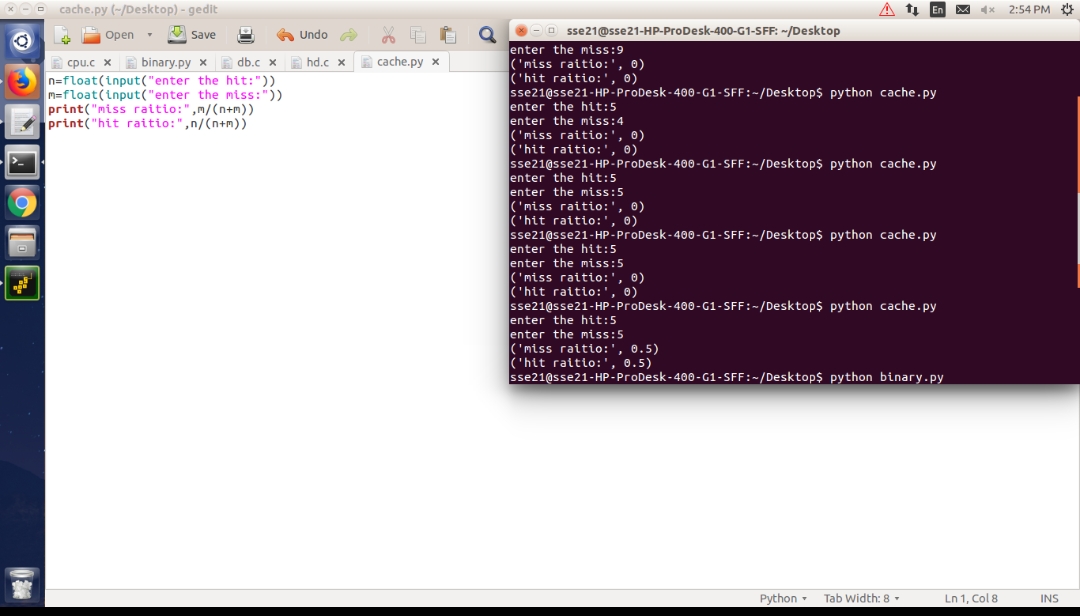 cache.py (~/Desktop) - gedit
En
2:54 PM
Open
Save
Undo
cpu.c
binary.py
db.c
hd.c
cache.py
n=float(input("enter the hit:"))
m=float(input("enter the miss:"))
print("miss raitio:",m/(n+m))
print("hit raitio:",n/(n+m))
sse21@sse21-HP-ProDesk-400-G1-SFF: ~/Desktop
enter the miss:9
('miss raitio:', 0)
('hit raitio:', 0)
sse21@sse21-HP-ProDesk-400-G1-SFF:~/Desktop$ python cache.py
enter the hit:5
enter the miss:4
('miss raitio:', 0)
('hit raitio:', 0)
sse21@sse21-HP-ProDesk-400-G1-SFF:~/Desktop$ python cache.py
enter the hit:5
enter the miss:5
('miss raitio:', 0)
('hit raitio:', 0)
sse21@sse21-HP-ProDesk-400-G1-SFF:~/Desktop$ python cache.py
enter the hit:5
enter the miss:5
('miss raitio:', 0)
('hit raitio:', 0)
sse21@sse21-HP-ProDesk-400-G1-SFF:~/Desktop$ python cache.py
enter the hit:5
enter the miss:5
('miss raitio:', 0.5)
('hit raitio:', 0.5)
sse21@sse21-HP-ProDesk-400-G1-SFF:~/Desktop$ python binary.py
Python
Tab Width: 8
Ln 1, Col 8
INS